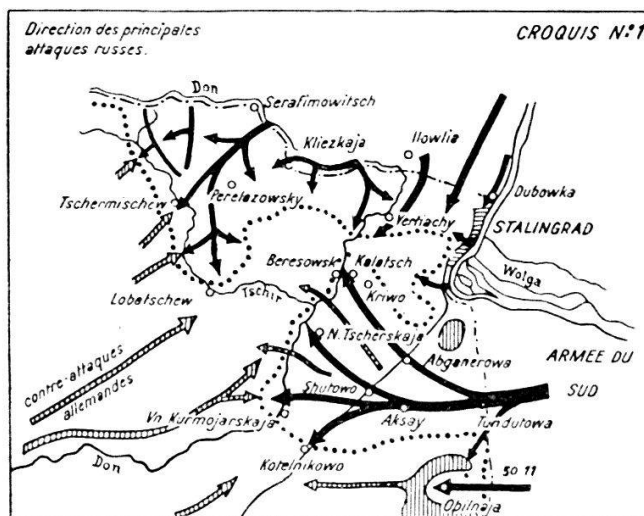 Direction des principales
attaques russes.
CROQUIS N:1
Don
Serafimowitsch
Kliezkaja
Ilowlia
Dubowka
Tschermischew
Perelazowsky
Vertiachy
STALINGRAD
Beresowsk
Kalatsch
Wolga
Lobatschew
Tschir
Kriwo
N. Tscherskaja
Abganerowa
ARMEE DU
SUD
contre-attaques
allemandes
Shutowo
Vn. Kurmojarskaja
Aksay
Tundutowa
Don
Kotelnikowo
50 11
Obilnaja